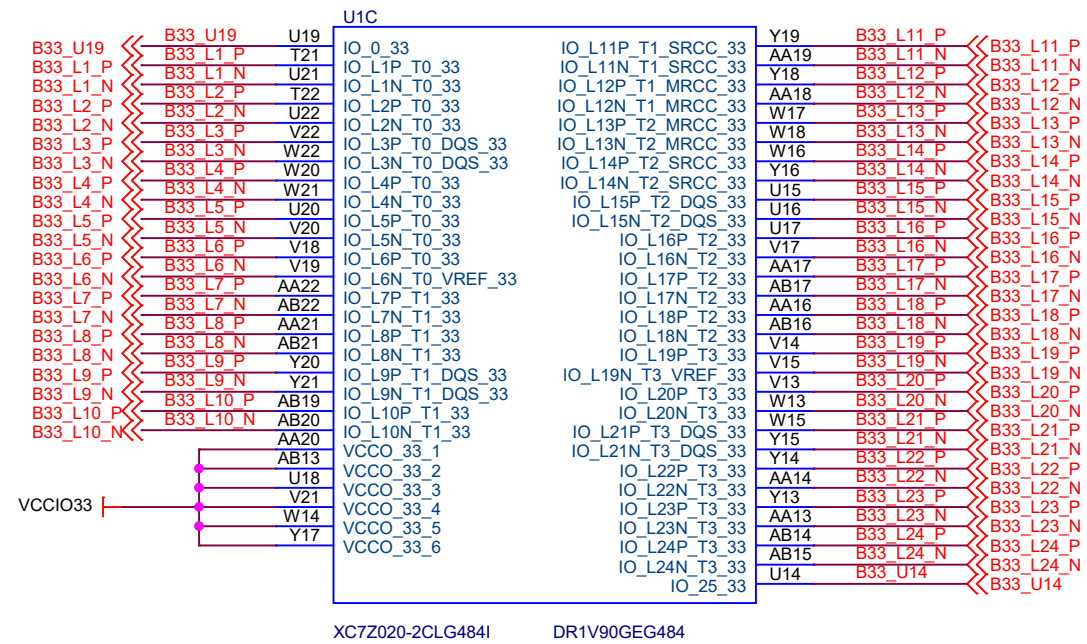 U1C
B33_U19 B33_U19 U19 IO_0_33
B33_L1_P B33_L1_P T21 IO_L1P_T0_33
B33_L1_N B33_L1_N U21 IO_L1N_T0_33
B33_L2_P B33_L2_P T22 IO_L2P_T0_33
B33_L2_N B33_L2_N U22 IO_L2N_T0_33
B33_L3_P B33_L3_P V22 IO_L3P_T0_DQS_33
B33_L3_N B33_L3_N W22 IO_L3N_T0_DQS_33
B33_L4_P B33_L4_P W20 IO_L4P_T0_33
B33_L4_N B33_L4_N W21 IO_L4N_T0_33
B33_L5_P B33_L5_P U20 IO_L5P_T0_33
B33_L5_N B33_L5_N V20 IO_L5N_T0_33
B33_L6_P B33_L6_P V18 IO_L6P_T0_33
B33_L6_N B33_L6_N V19 IO_L6N_T0_VREF_33
B33_L7_P B33_L7_P AA22 IO_L7P_T1_33
B33_L7_N B33_L7_N AB22 IO_L7N_T1_33
B33_L8_P B33_L8_P AA21 IO_L8P_T1_33
B33_L8_N B33_L8_N AB21 IO_L8N_T1_33
B33_L9_P B33_L9_P Y20 IO_L9P_T1_DQS_33
B33_L9_N B33_L9_N Y21 IO_L9N_T1_DQS_33
B33_L10_P B33_L10_P AB19 IO_L10P_T1_33
B33_L10_N B33_L10_N AB20 IO_L10N_T1_33
AA20 VCCO_33_1
AB13 VCCO_33_2
U18 VCCO_33_3
VCCIO33 V21 VCCO_33_4
W14 VCCO_33_5
Y17 VCCO_33_6
IO_L11P_T1_SRCC_33 Y19 B33_L11_P B33_L11_P
IO_L11N_T1_SRCC_33 AA19 B33_L11_N B33_L11_N
IO_L12P_T1_MRCC_33 Y18 B33_L12_P B33_L12_P
IO_L12N_T1_MRCC_33 AA18 B33_L12_N B33_L12_N
IO_L13P_T2_MRCC_33 W17 B33_L13_P B33_L13_P
IO_L13N_T2_MRCC_33 W18 B33_L13_N B33_L13_N
IO_L14P_T2_SRCC_33 W16 B33_L14_P B33_L14_P
IO_L14N_T2_SRCC_33 Y16 B33_L14_N B33_L14_N
IO_L15P_T2_DQS_33 U15 B33_L15_P B33_L15_P
IO_L15N_T2_DQS_33 U16 B33_L15_N B33_L15_N
IO_L16P_T2_33 U17 B33_L16_P B33_L16_P
IO_L16N_T2_33 V17 B33_L16_N B33_L16_N
IO_L17P_T2_33 AA17 B33_L17_P B33_L17_P
IO_L17N_T2_33 AB17 B33_L17_N B33_L17_N
IO_L18P_T2_33 AA16 B33_L18_P B33_L18_P
IO_L18N_T2_33 AB16 B33_L18_N B33_L18_N
IO_L19P_T3_33 V14 B33_L19_P B33_L19_P
IO_L19N_T3_VREF_33 V15 B33_L19_N B33_L19_N
IO_L20P_T3_33 V13 B33_L20_P B33_L20_P
IO_L20N_T3_33 W13 B33_L20_N B33_L20_N
IO_L21P_T3_DQS_33 W15 B33_L21_P B33_L21_P
IO_L21N_T3_DQS_33 Y15 B33_L21_N B33_L21_N
IO_L22P_T3_33 Y14 B33_L22_P B33_L22_P
IO_L22N_T3_33 AA14 B33_L22_N B33_L22_N
IO_L23P_T3_33 Y13 B33_L23_P B33_L23_P
IO_L23N_T3_33 AA13 B33_L23_N B33_L23_N
IO_L24P_T3_33 AB14 B33_L24_P B33_L24_P
IO_L24N_T3_33 AB15 B33_L24_N B33_L24_N
IO_25_33 U14 B33_U14 B33_U14
XC7Z020-2CLG484I DR1V90GEG484